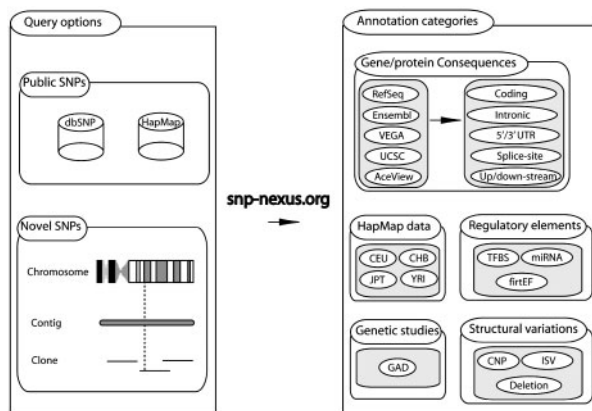 Query options
Public SNPs
dbSNP
HapMap
Novel SNPs
Chromosome
Contig
Clone
snp-nexus.org
Annotation categories
Gene/protein Consequences
RefSeq
Ensembl
VEGA
UCSC
AceView
Coding
Intronic
5'/3' UTR
Splice-site
Up/down-stream
HapMap data
CEU
CHB
JPT
YRI
Regulatory elements
TFBS
miRNA
firtEF
Genetic studies
GAD
Structural variations
CNP
ISV
Deletion